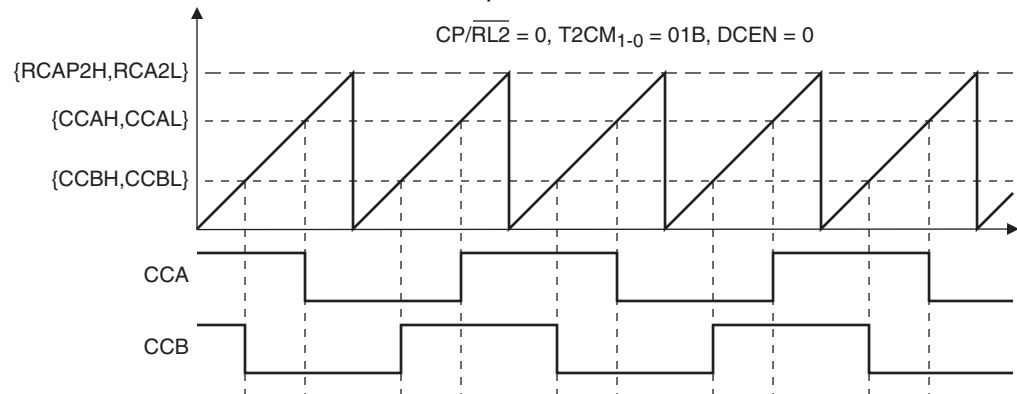 CP/RL2 = 0, T2CM1-0 = 01B, DCEN = 0
{RCAP2H,RCA2L}
{CCAH,CCAL}
{CCBH,CCBL}
CCA
CCB